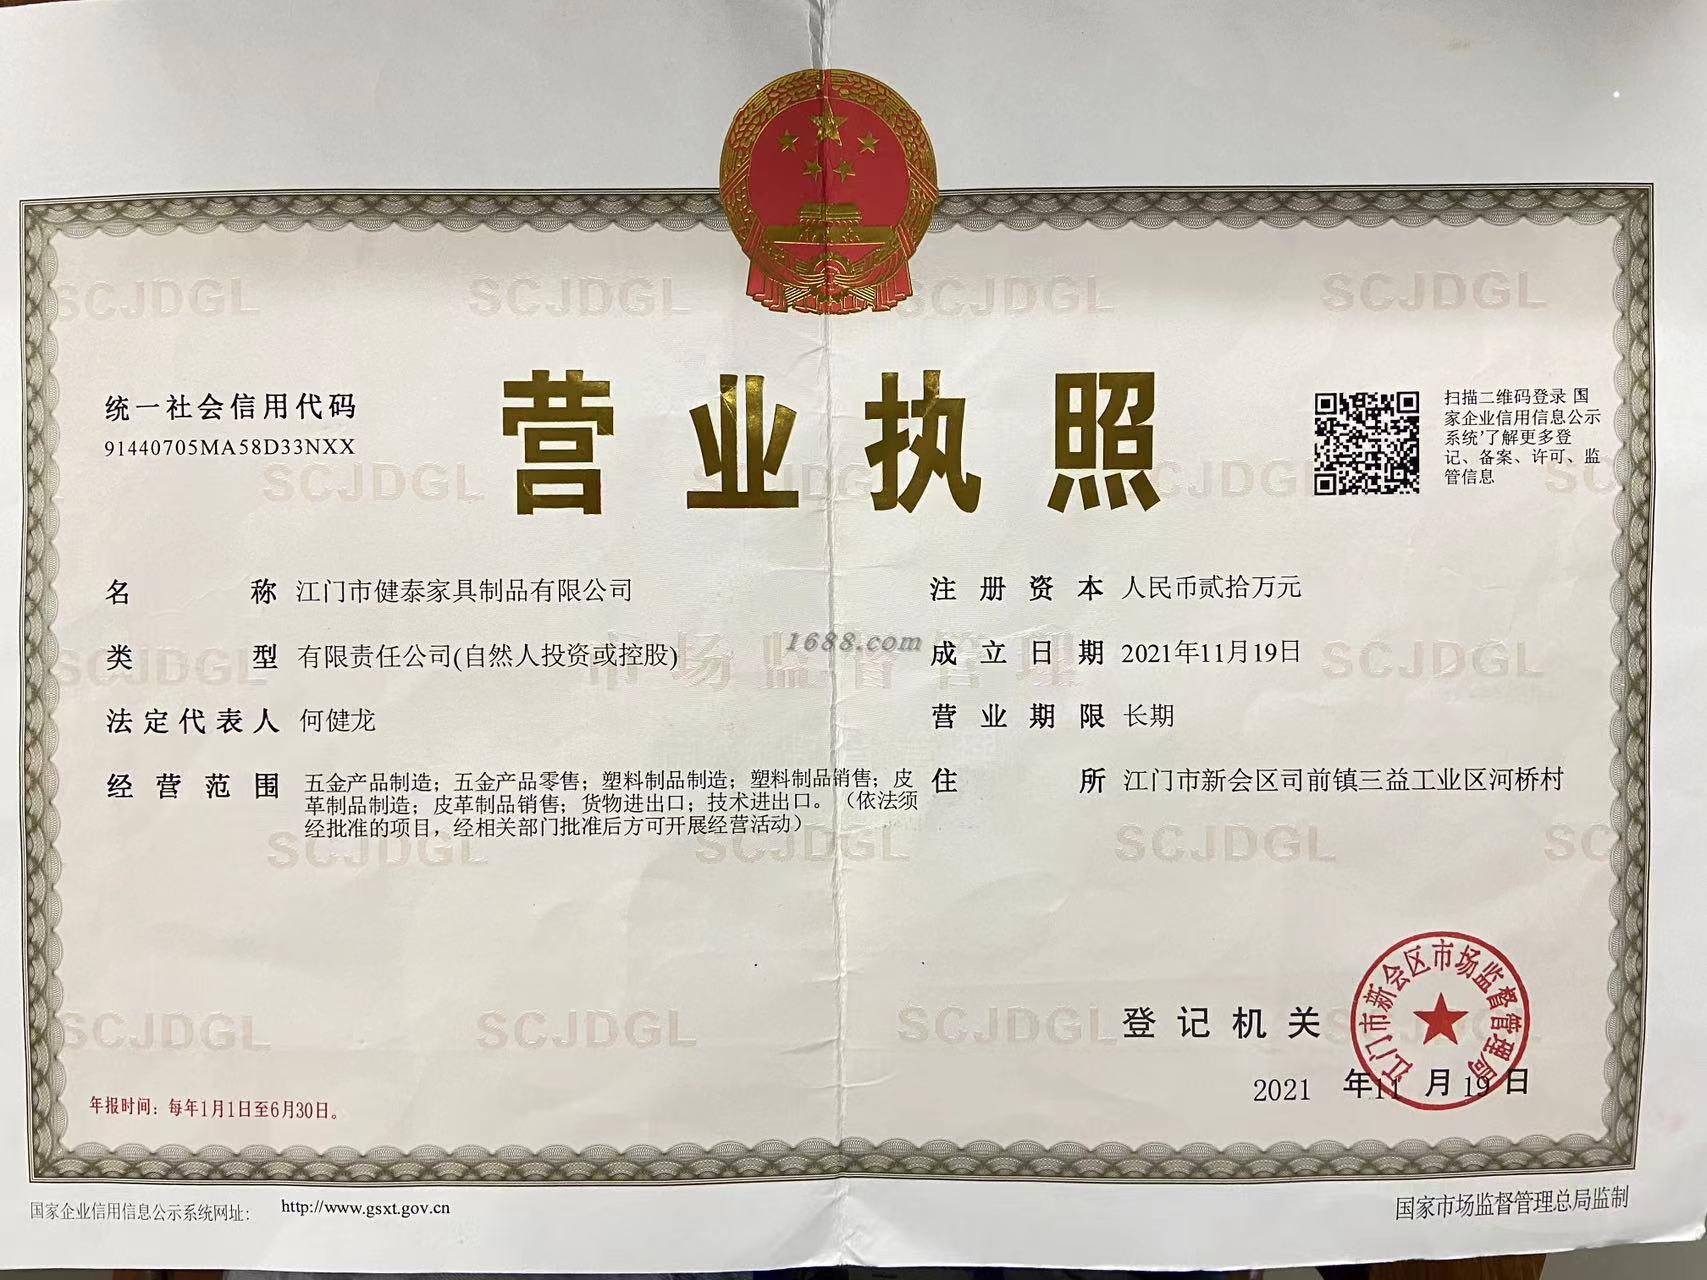 统一社会信用代码
91440705MA58D33NXX
营业执照
扫描二维码登录 国
家企业信用信息公示
系统’了解更多登
记、备案、许可、监
管信息
名称 江门市健泰家具制品有限公司
类型 有限责任公司(自然人投资或控股)
法定代表人 何健龙
经营范围 五金产品制造；五金产品零售；塑料制品制造；塑料制品销售；皮
革制品制造；皮革制品销售；货物进出口；技术进出口。（依法须
经批准的项目，经相关部门批准后方可开展经营活动）
注册资本 人民币贰拾万元
成立日期 2021年11月19日
营业期限 长期
住所 江门市新会区司前镇三益工业区河桥村
1688.com
市场监督管理
SCJDGL SCJDGL SCJDGL SCJDGL
登记机关
江门市新会区市场监督管理局
2021 年11 月19日
年报时间：每年1月1日至6月30日。
国家企业信用信息公示系统网址： http://www.gsxt.gov.cn
国家市场监督管理总局监制